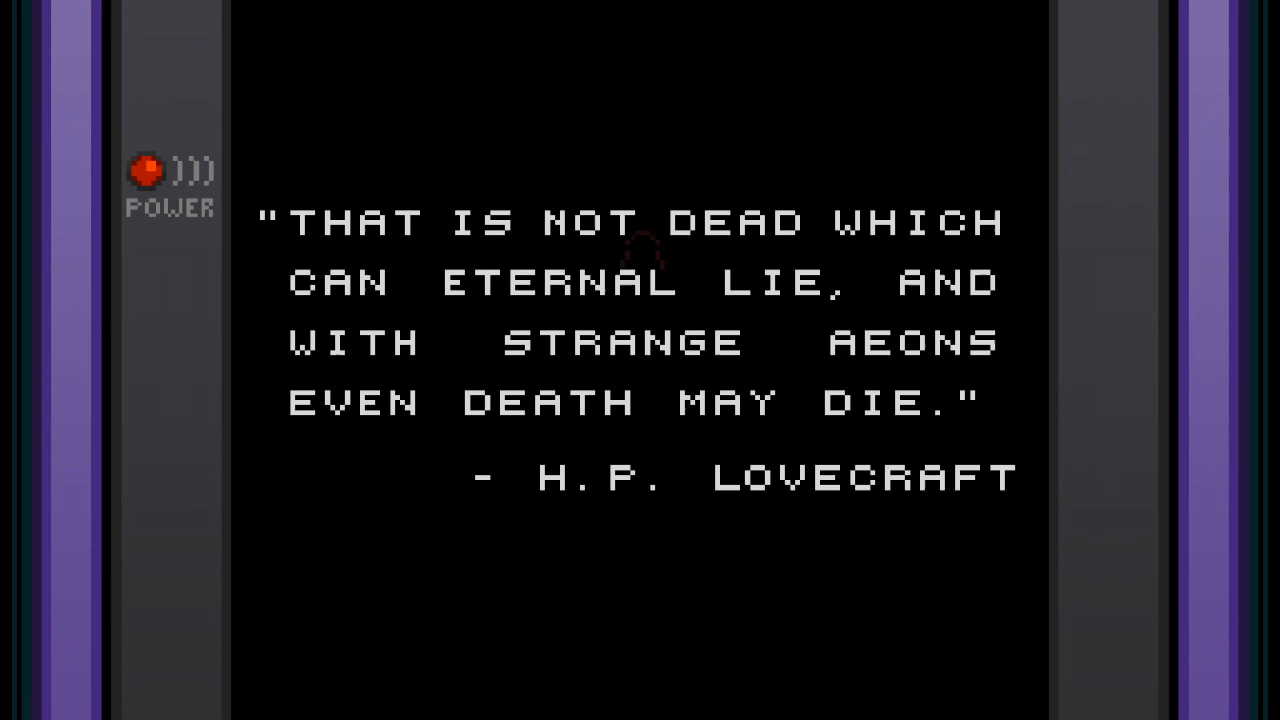 POWER
"THAT IS NOT DEAD WHICH
CAN ETERNAL LIE, AND
WITH STRANGE AEONS
EVEN DEATH MAY DIE."
- H.P. LOVECRAFT